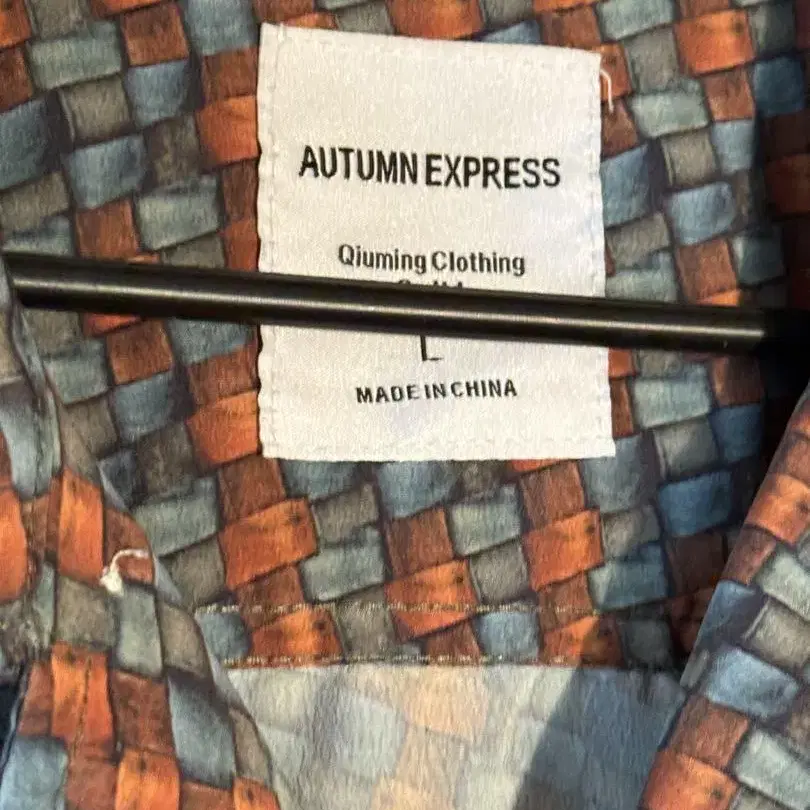 AUTUMN EXPRESS
Qiuming Clothing
L
MADE IN CHINA